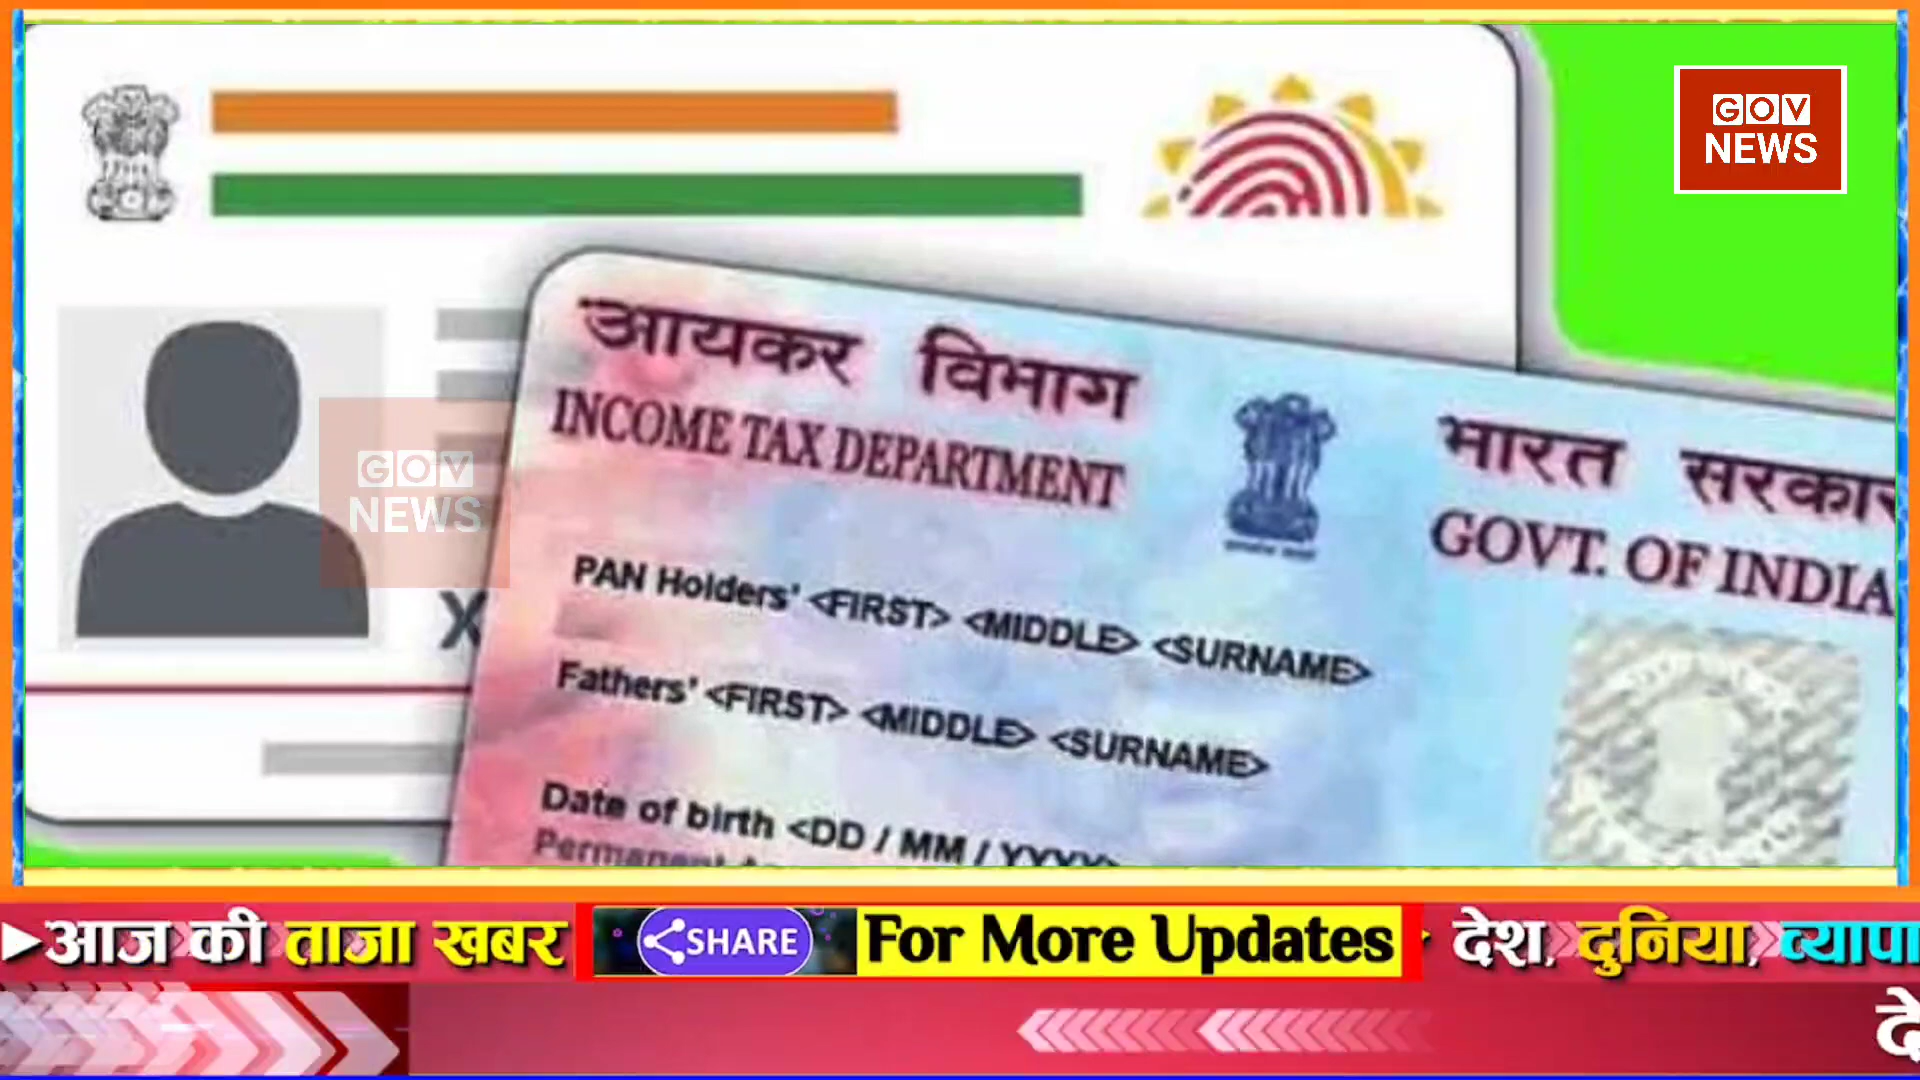 GOV
NEWS
आयकर विभाग
INCOME TAX DEPARTMENT
भारत सरकार
GOVT. OF INDIA
GOV
NEWS
X
PAN Holders' <FIRST> <MIDDLE> <SURNAME>
Fathers' <FIRST> <MIDDLE> <SURNAME>
Date of birth <DD / MM / YYYY>
Permanent
आज की ताजा खबर
SHARE
For More Updates
देश, दुनिया, व्यापा
दे